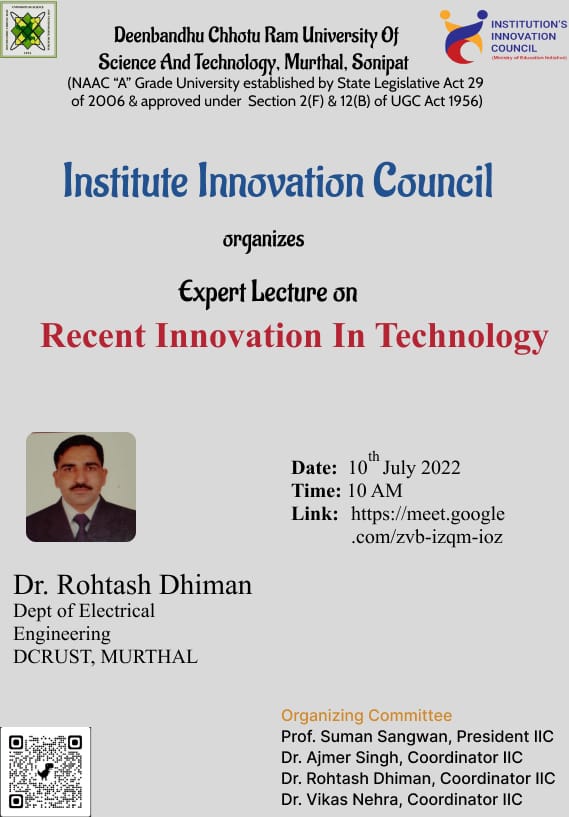 Deenbandhu Chhotu Ram University Of
Science And Technology, Murthal, Sonipat
(NAAC “A” Grade University established by State Legislative Act 29
of 2006 & approved under Section 2(F) & 12(B) of UGC Act 1956)
INSTITUTION'S
INNOVATION
COUNCIL
(Ministry of Education Initiative)
Institute Innovation Council
organizes
Expert Lecture on
Recent Innovation In Technology
Date: 10th July 2022
Time: 10 AM
Link: https://meet.google
.com/zvb-izqm-ioz
Dr. Rohtash Dhiman
Dept of Electrical
Engineering
DCRUST, MURTHAL
Organizing Committee
Prof. Suman Sangwan, President IIC
Dr. Ajmer Singh, Coordinator IIC
Dr. Rohtash Dhiman, Coordinator IIC
Dr. Vikas Nehra, Coordinator IIC